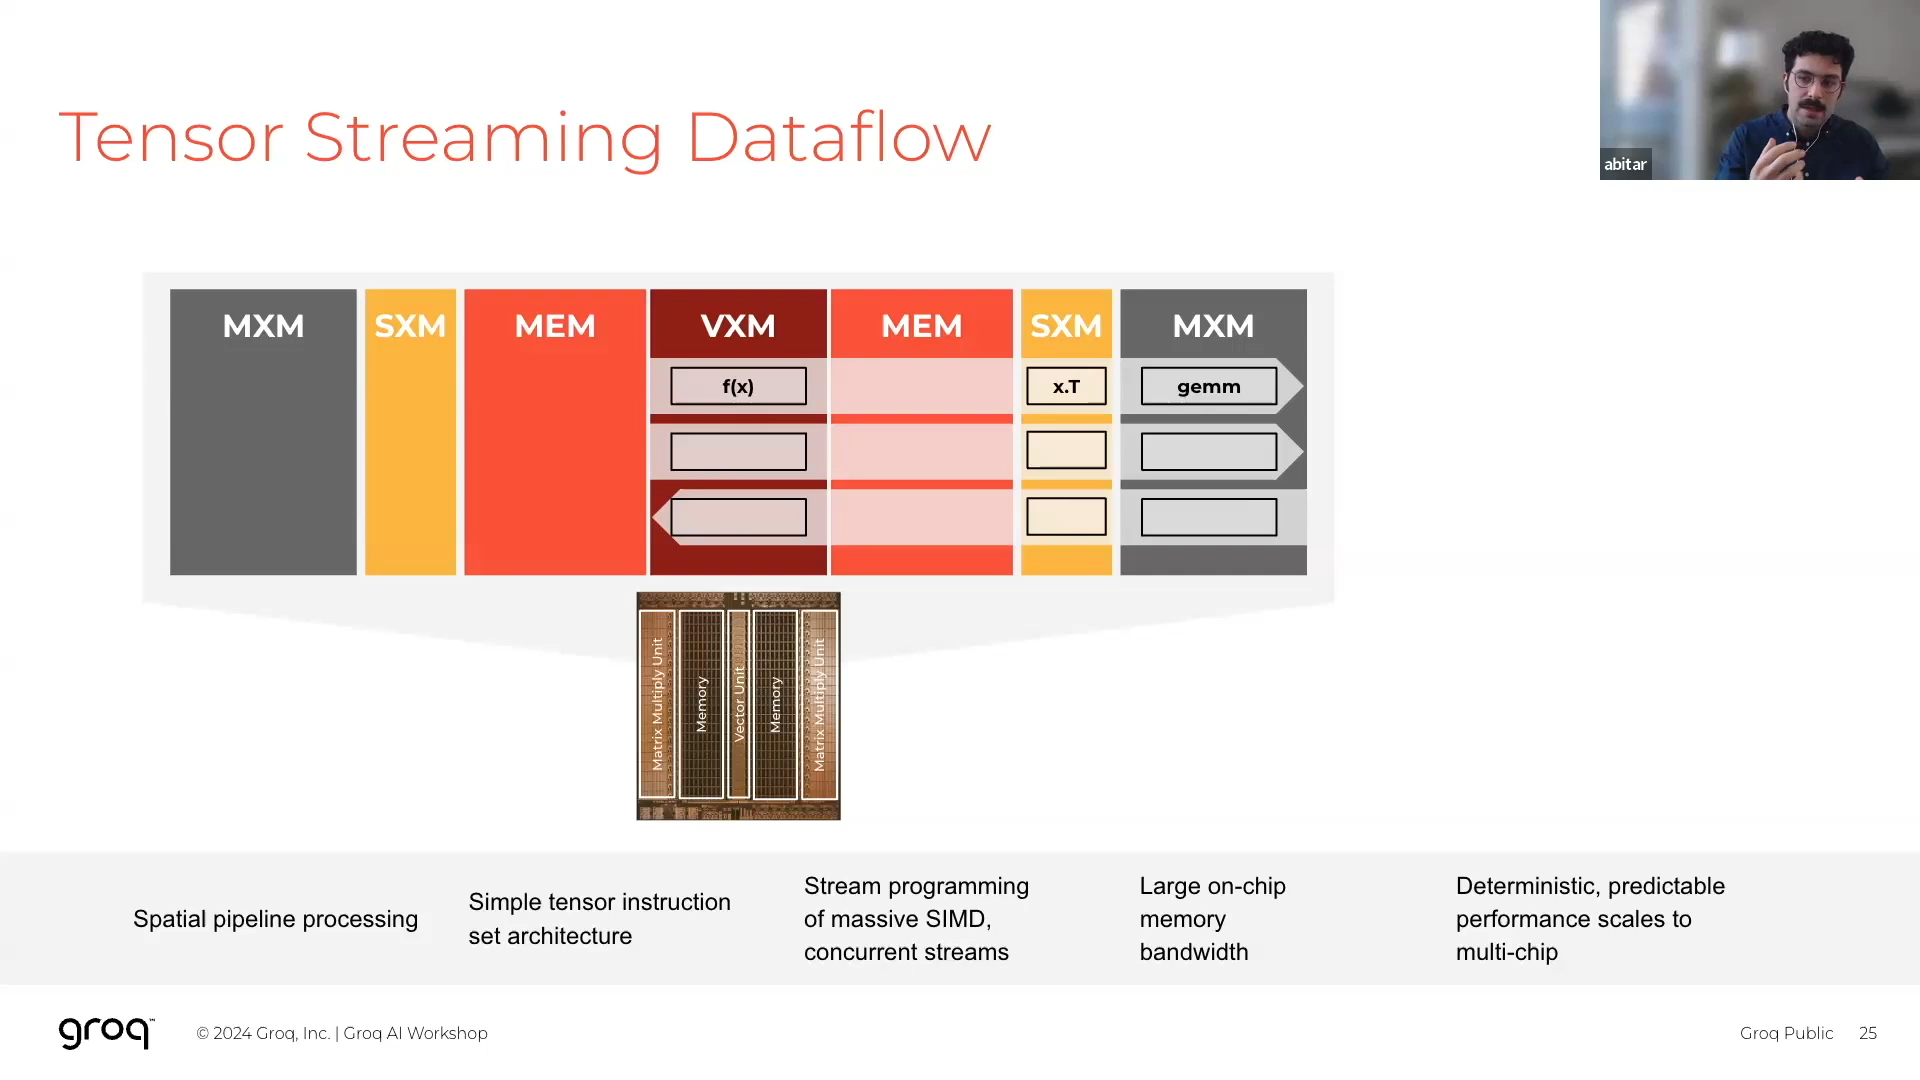 abitar
Tensor Streaming Dataflow
MXM
SXM
MEM
VXM
MEM
SXM
MXM
f(x)
x.T
gemm
Matrix Multiply Unit
Memory
Vector Unit
Memory
Matrix Multiply Unit
Spatial pipeline processing
Simple tensor instruction
set architecture
Stream programming
of massive SIMD,
concurrent streams
Large on-chip
memory
bandwidth
Deterministic, predictable
performance scales to
multi-chip
groq™
© 2024 Groq, Inc. | Groq AI Workshop
Groq Public 25